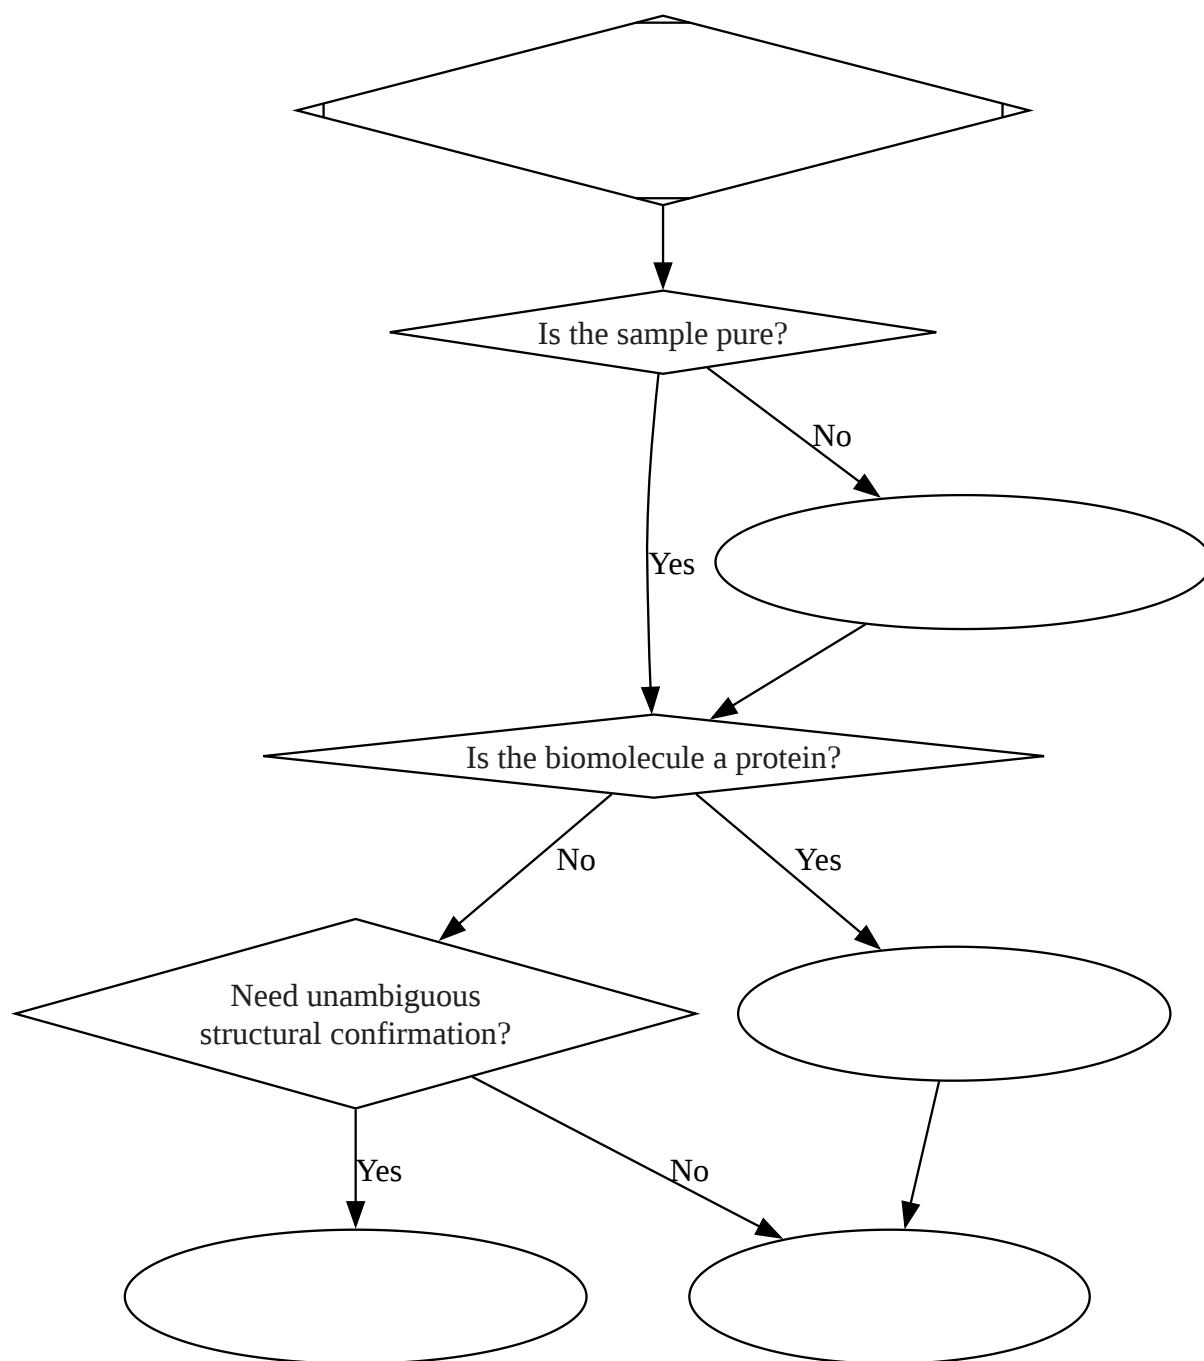 Is the sample pure?
No
Yes
Is the biomolecule a protein?
No
Yes
Need unambiguous
structural confirmation?
Yes
No